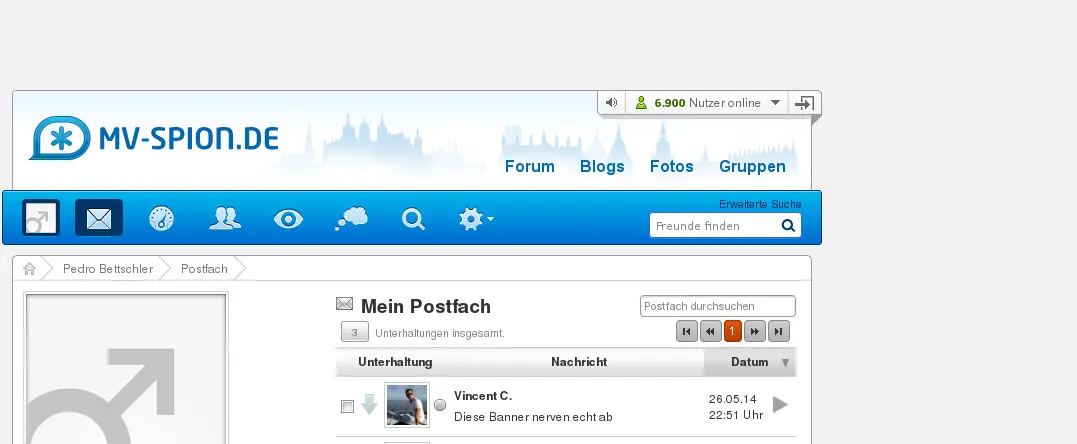 6.900 Nutzer online
MV-SPION.DE
Forum Blogs Fotos Gruppen
Erweiterte Suche
Freunde finden
Pedro Bettschler Postfach
Mein Postfach
Postfach durchsuchen
3 Unterhaltungen insgesamt.
1
Unterhaltung Nachricht Datum
Vincent C.
26.05.14
Diese Banner nerven echt ab
22:51 Uhr